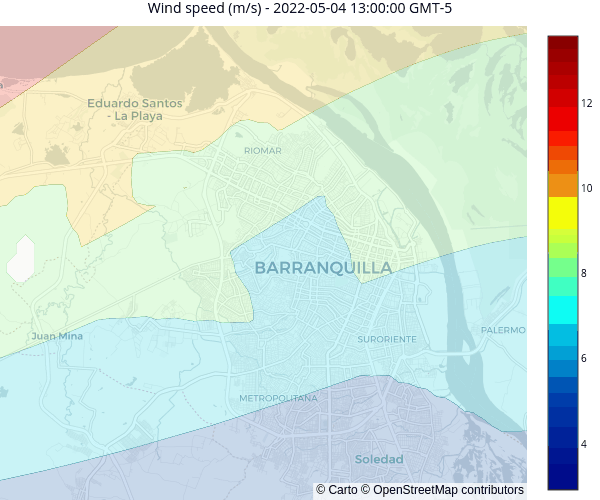 Wind speed (m/s) - 2022-05-04 13:00:00 GMT-5
Eduardo Santos
- La Playa
RIOMAR
BARRANQUILLA
Juan Mina
SURORIENTE
PALERMO
METROPOLITANA
Soledad
© Carto © OpenStreetMap contributors
12
10
8
6
4